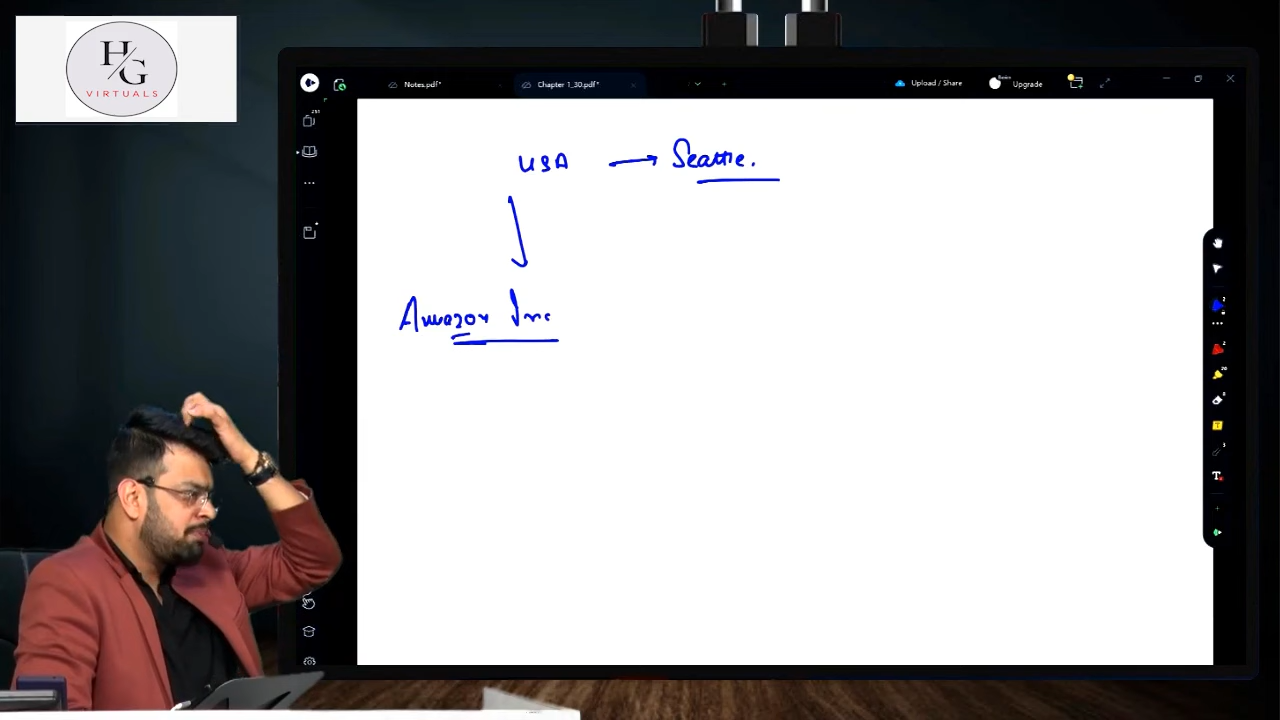 H/G
VIRTUALS
Notes.pdf*
Chapter 1_30.pdf*
Upload / Share
Upgrade
USA → Seattle.
Amazon Inc